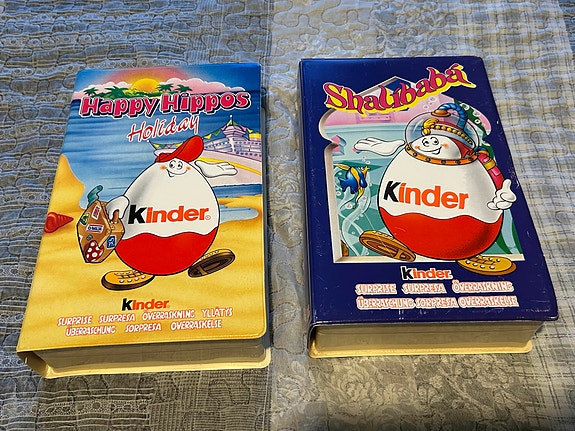 Happy Hippos
Holiday
Kinder
Kinder
SURPRISE SURPRESA ÖVERRASKNING YLLÄTYS
ÜBERRASCHUNG SORPRESA OVERRASKELSE
Shalibabá
Kinder
Kinder
SURPRISE SURPRESA ÖVERRASKNING
ÜBERRASCHUNG SORPRESA OVERRASKELSE